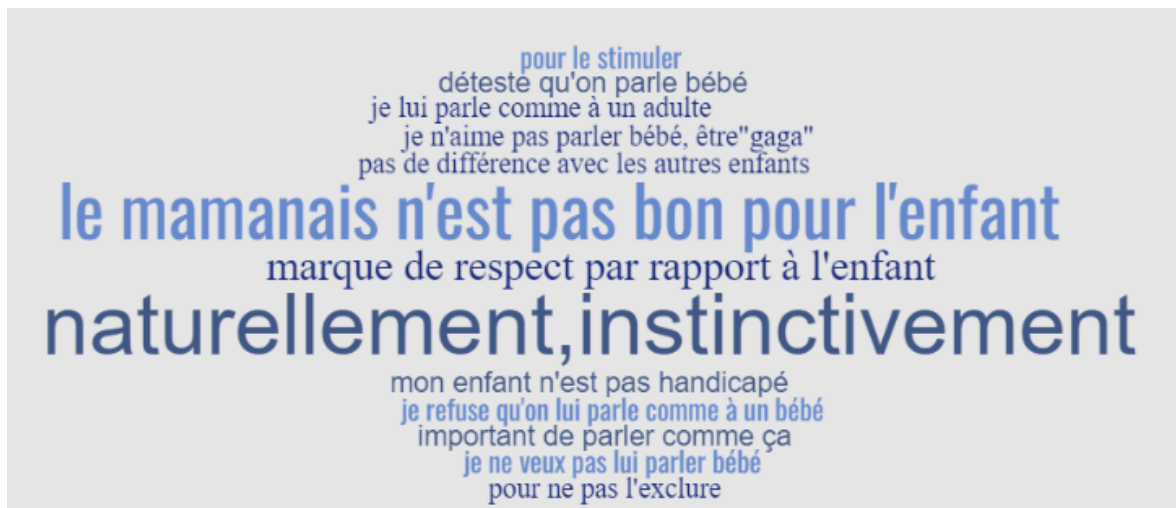 pour le stimuler
déteste qu'on parle bébé
je lui parle comme à un adulte
je n'aime pas parler bébé, être"gaga"
pas de différence avec les autres enfants
le mamanais n'est pas bon pour l'enfant
marque de respect par rapport à l'enfant
naturellement,instinctivement
mon enfant n'est pas handicapé
je refuse qu'on lui parle comme à un bébé
important de parler comme ça
je ne veux pas lui parler bébé
pour ne pas l'exclure